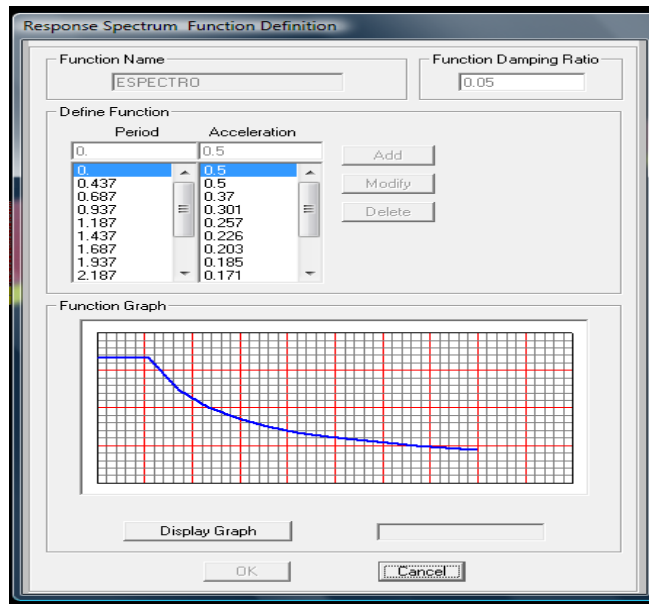 Response Spectrum Function Definition
Function Name
Function Damping Ratio
ESPECTRO
0.05
Define Function
Period Acceleration
0. 0.5
Add
0. 0.5
0.437 0.5
Modify
0.687 0.37
0.937 0.301
Delete
1.187 0.257
1.437 0.226
1.687 0.203
1.937 0.185
2.187 0.171
Function Graph
Display Graph
OK Cancel